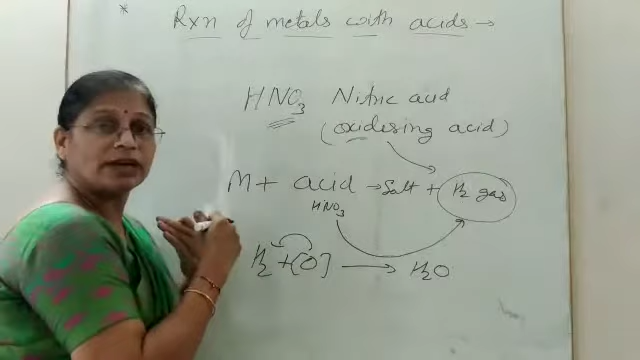 * Rxn of metals with acids →
HNO₃ Nitric acid
(oxidising acid)
M + acid → Salt + H₂ gas
HNO₃
H₂ + [O] → H₂O